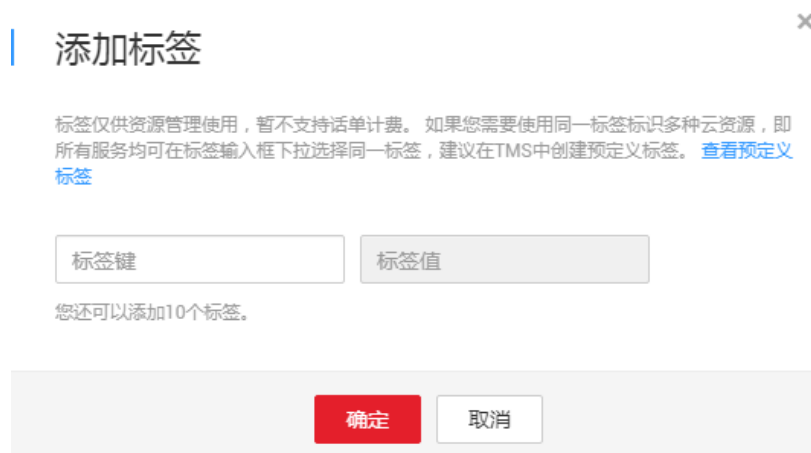 添加标签
标签仅供资源管理使用，暂不支持话单计费。 如果您需要使用同一标签标识多种云资源，即
所有服务均可在标签输入框下拉选择同一标签，建议在TMS中创建预定义标签。 查看预定义
标签
标签键 标签值
您还可以添加10个标签。
确定 取消